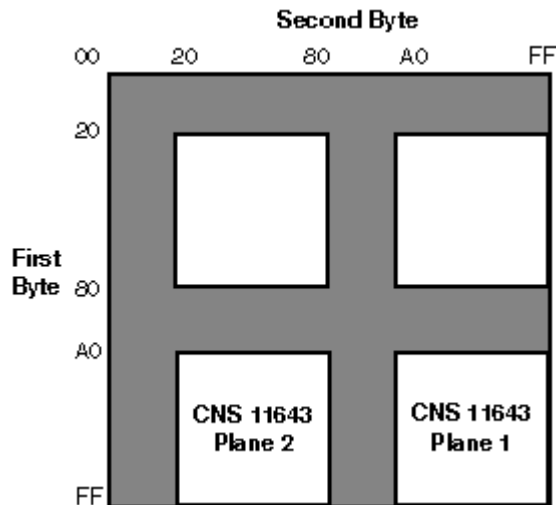 Second Byte
00 20 80 A0 FF
20
First
Byte
80
A0
CNS 11643
Plane 2
CNS 11643
Plane 1
FF